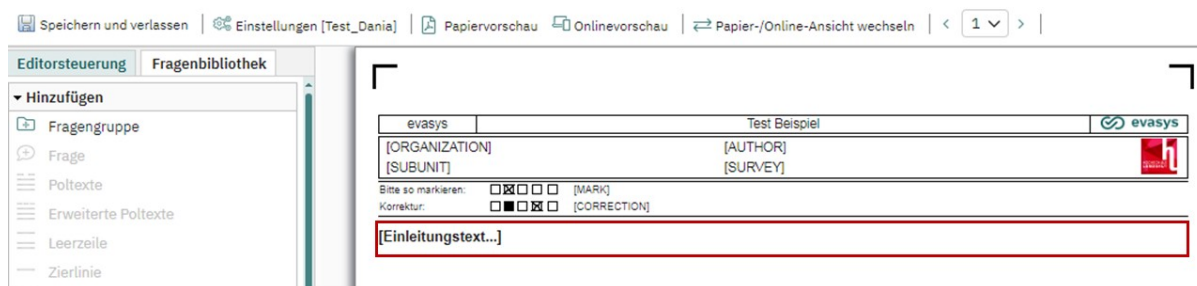 Speichern und verlassen Einstellungen [Test_Dania] Papiervorschau Onlinevorschau Papier-/Online-Ansicht wechseln < 1 >
Editorsteuerung Fragenbibliothek
Hinzufügen
Fragengruppe
Frage
Poltexte
Erweiterte Poltexte
Leerzeile
Zierlinie
evasys Test Beispiel evasys
[ORGANIZATION] [AUTHOR]
[SUBUNIT] [SURVEY]
Bitte so markieren: [MARK]
Korrektur: [CORRECTION]
[Einleitungstext...]